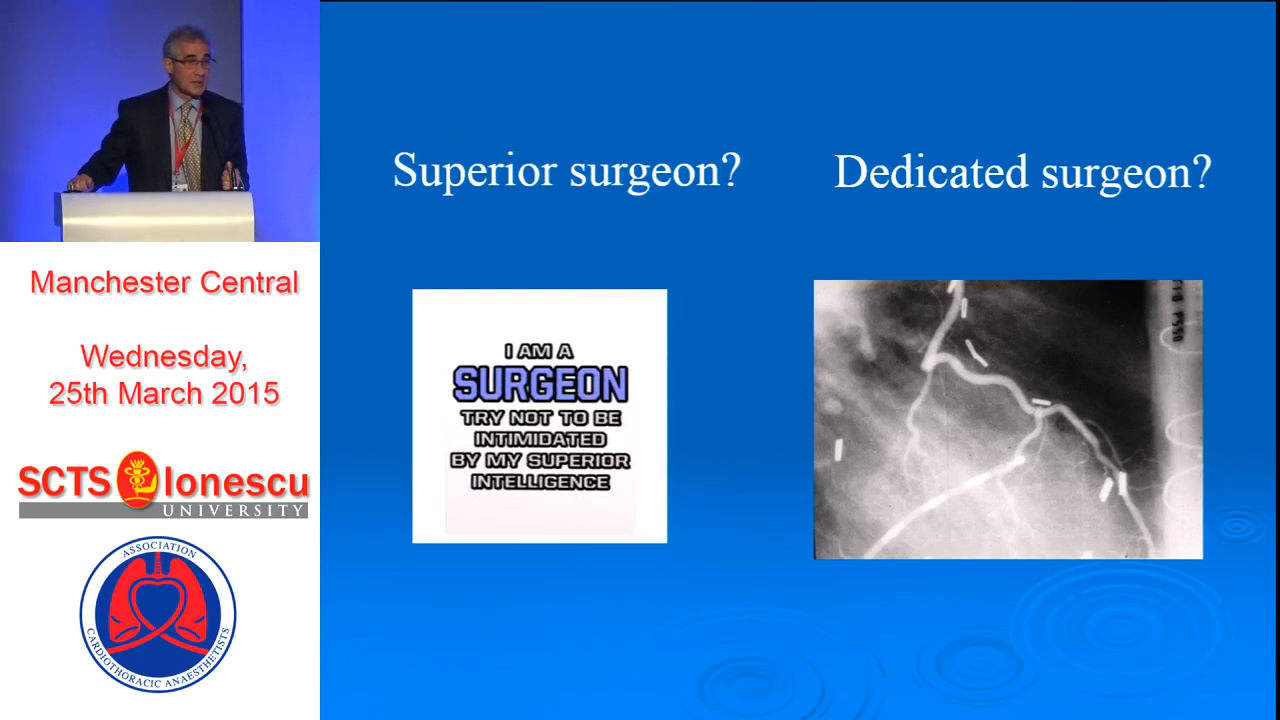 Superior surgeon?
Dedicated surgeon?
I AM A
SURGEON
TRY NOT TO BE
INTIMIDATED
BY MY SUPERIOR
INTELLIGENCE
Manchester Central
Wednesday,
25th March 2015
SCTS Ionescu
UNIVERSITY
ASSOCIATION
CARDIOTHORACIC ANAESTHETISTS